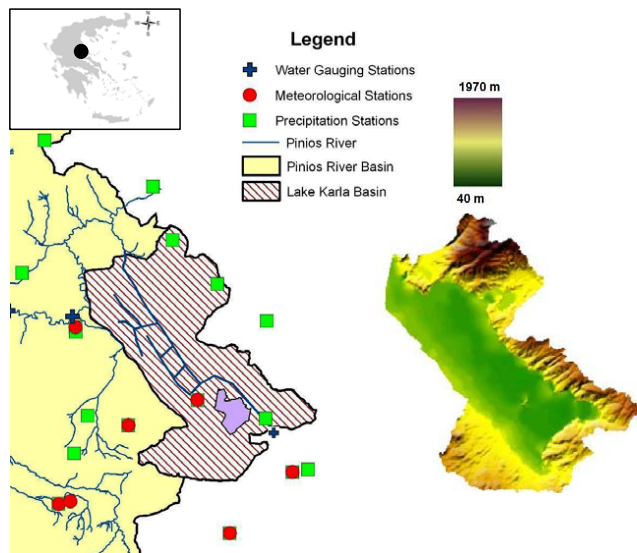 Legend
Water Gauging Stations
Meteorological Stations
Precipitation Stations
Pinios River
Pinios River Basin
Lake Karla Basin
1970 m
40 m